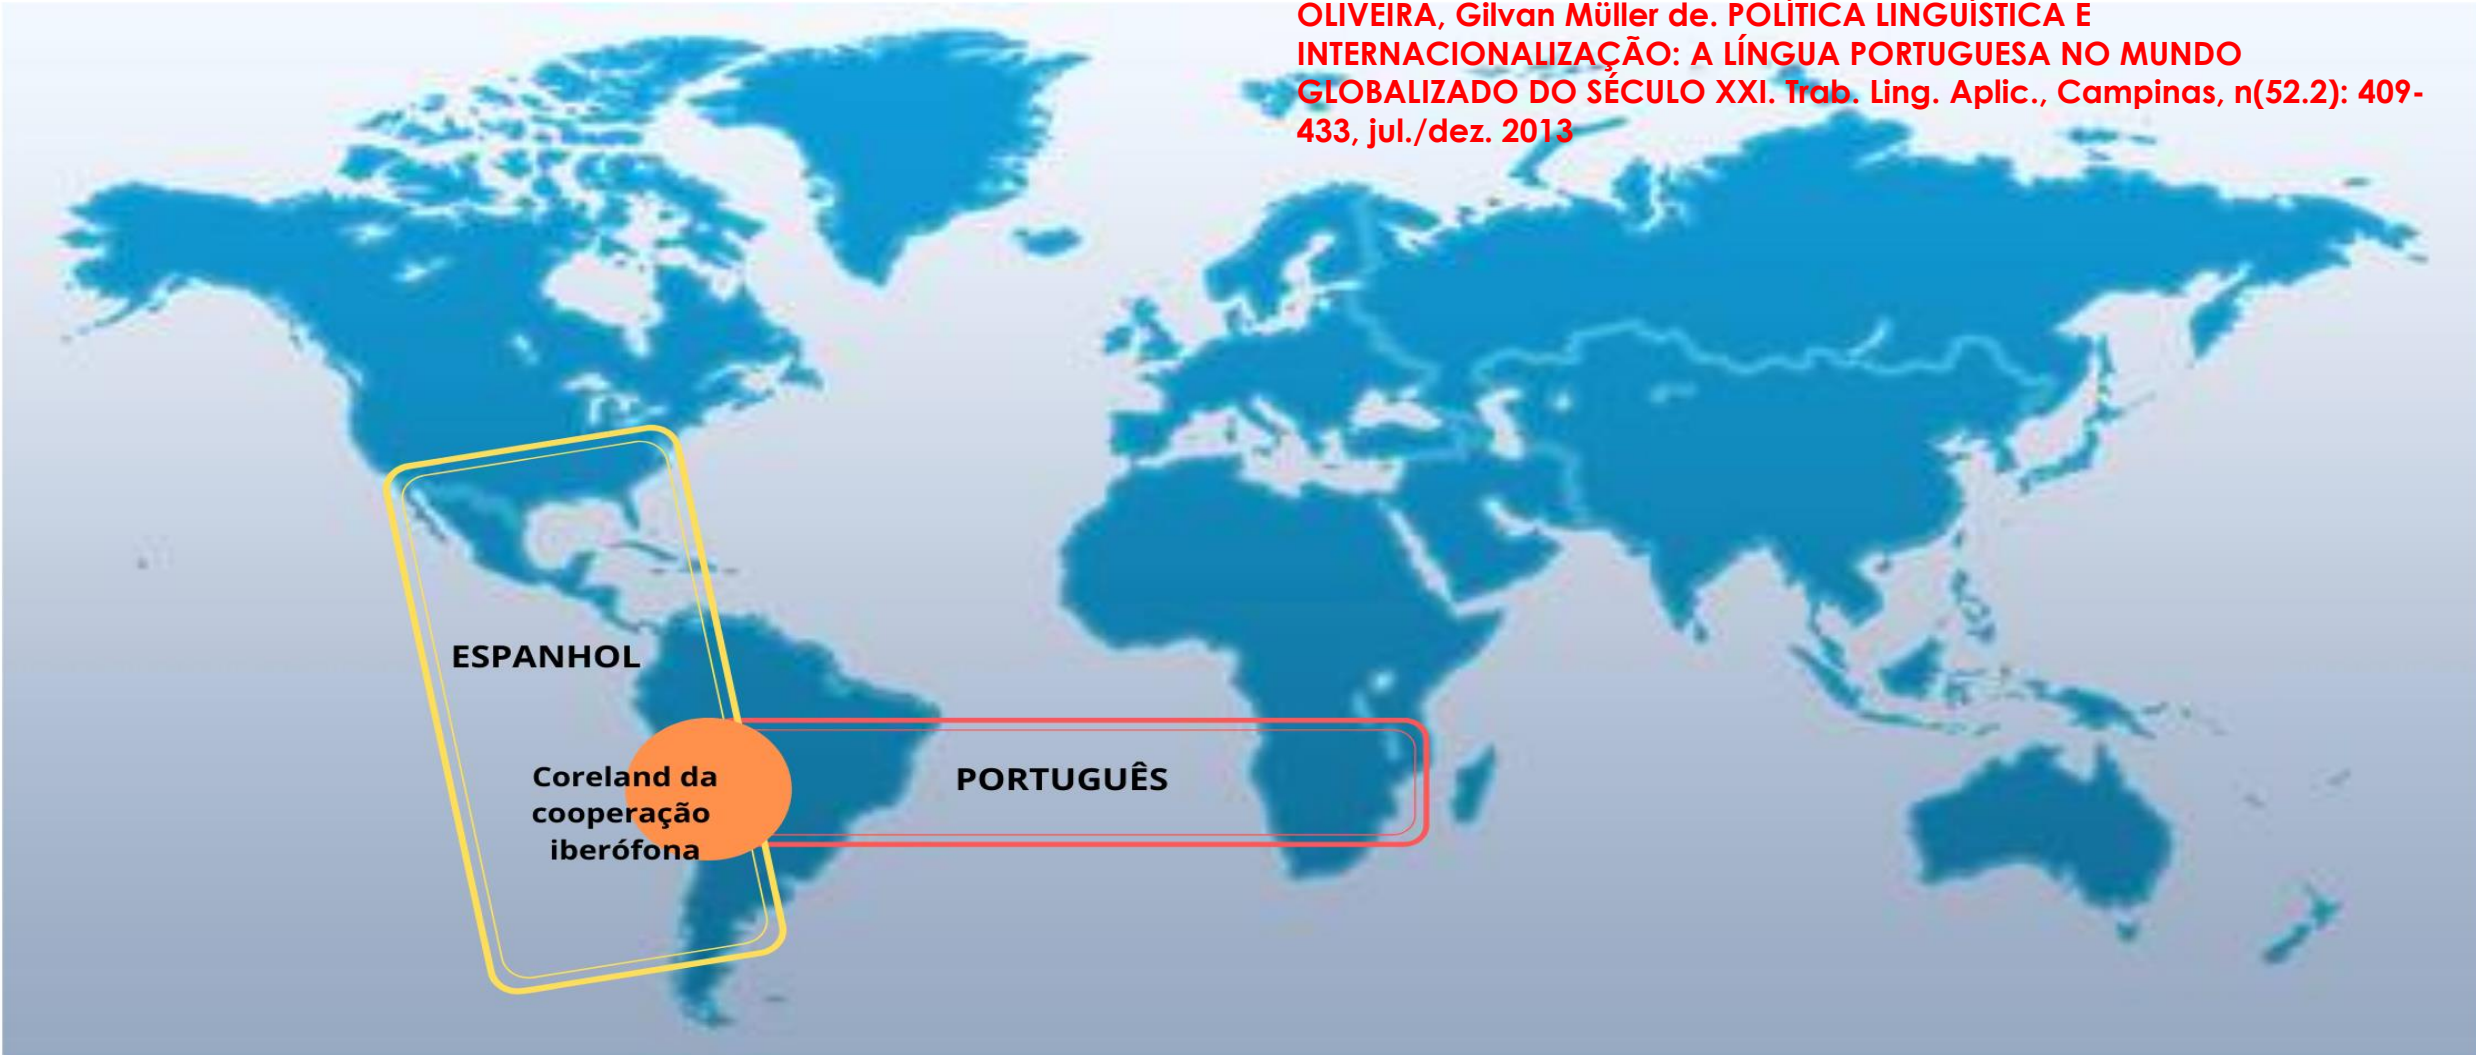 OLIVEIRA, Gilvan Müller de. POLÍTICA LINGUÍSTICA E
INTERNACIONALIZAÇÃO: A LÍNGUA PORTUGUESA NO MUNDO
GLOBALIZADO DO SÉCULO XXI. Trab. Ling. Aplic., Campinas, n(52.2): 409-
433, jul./dez. 2013
ESPANHOL
Coreland da
cooperação
iberófona
PORTUGUÊS